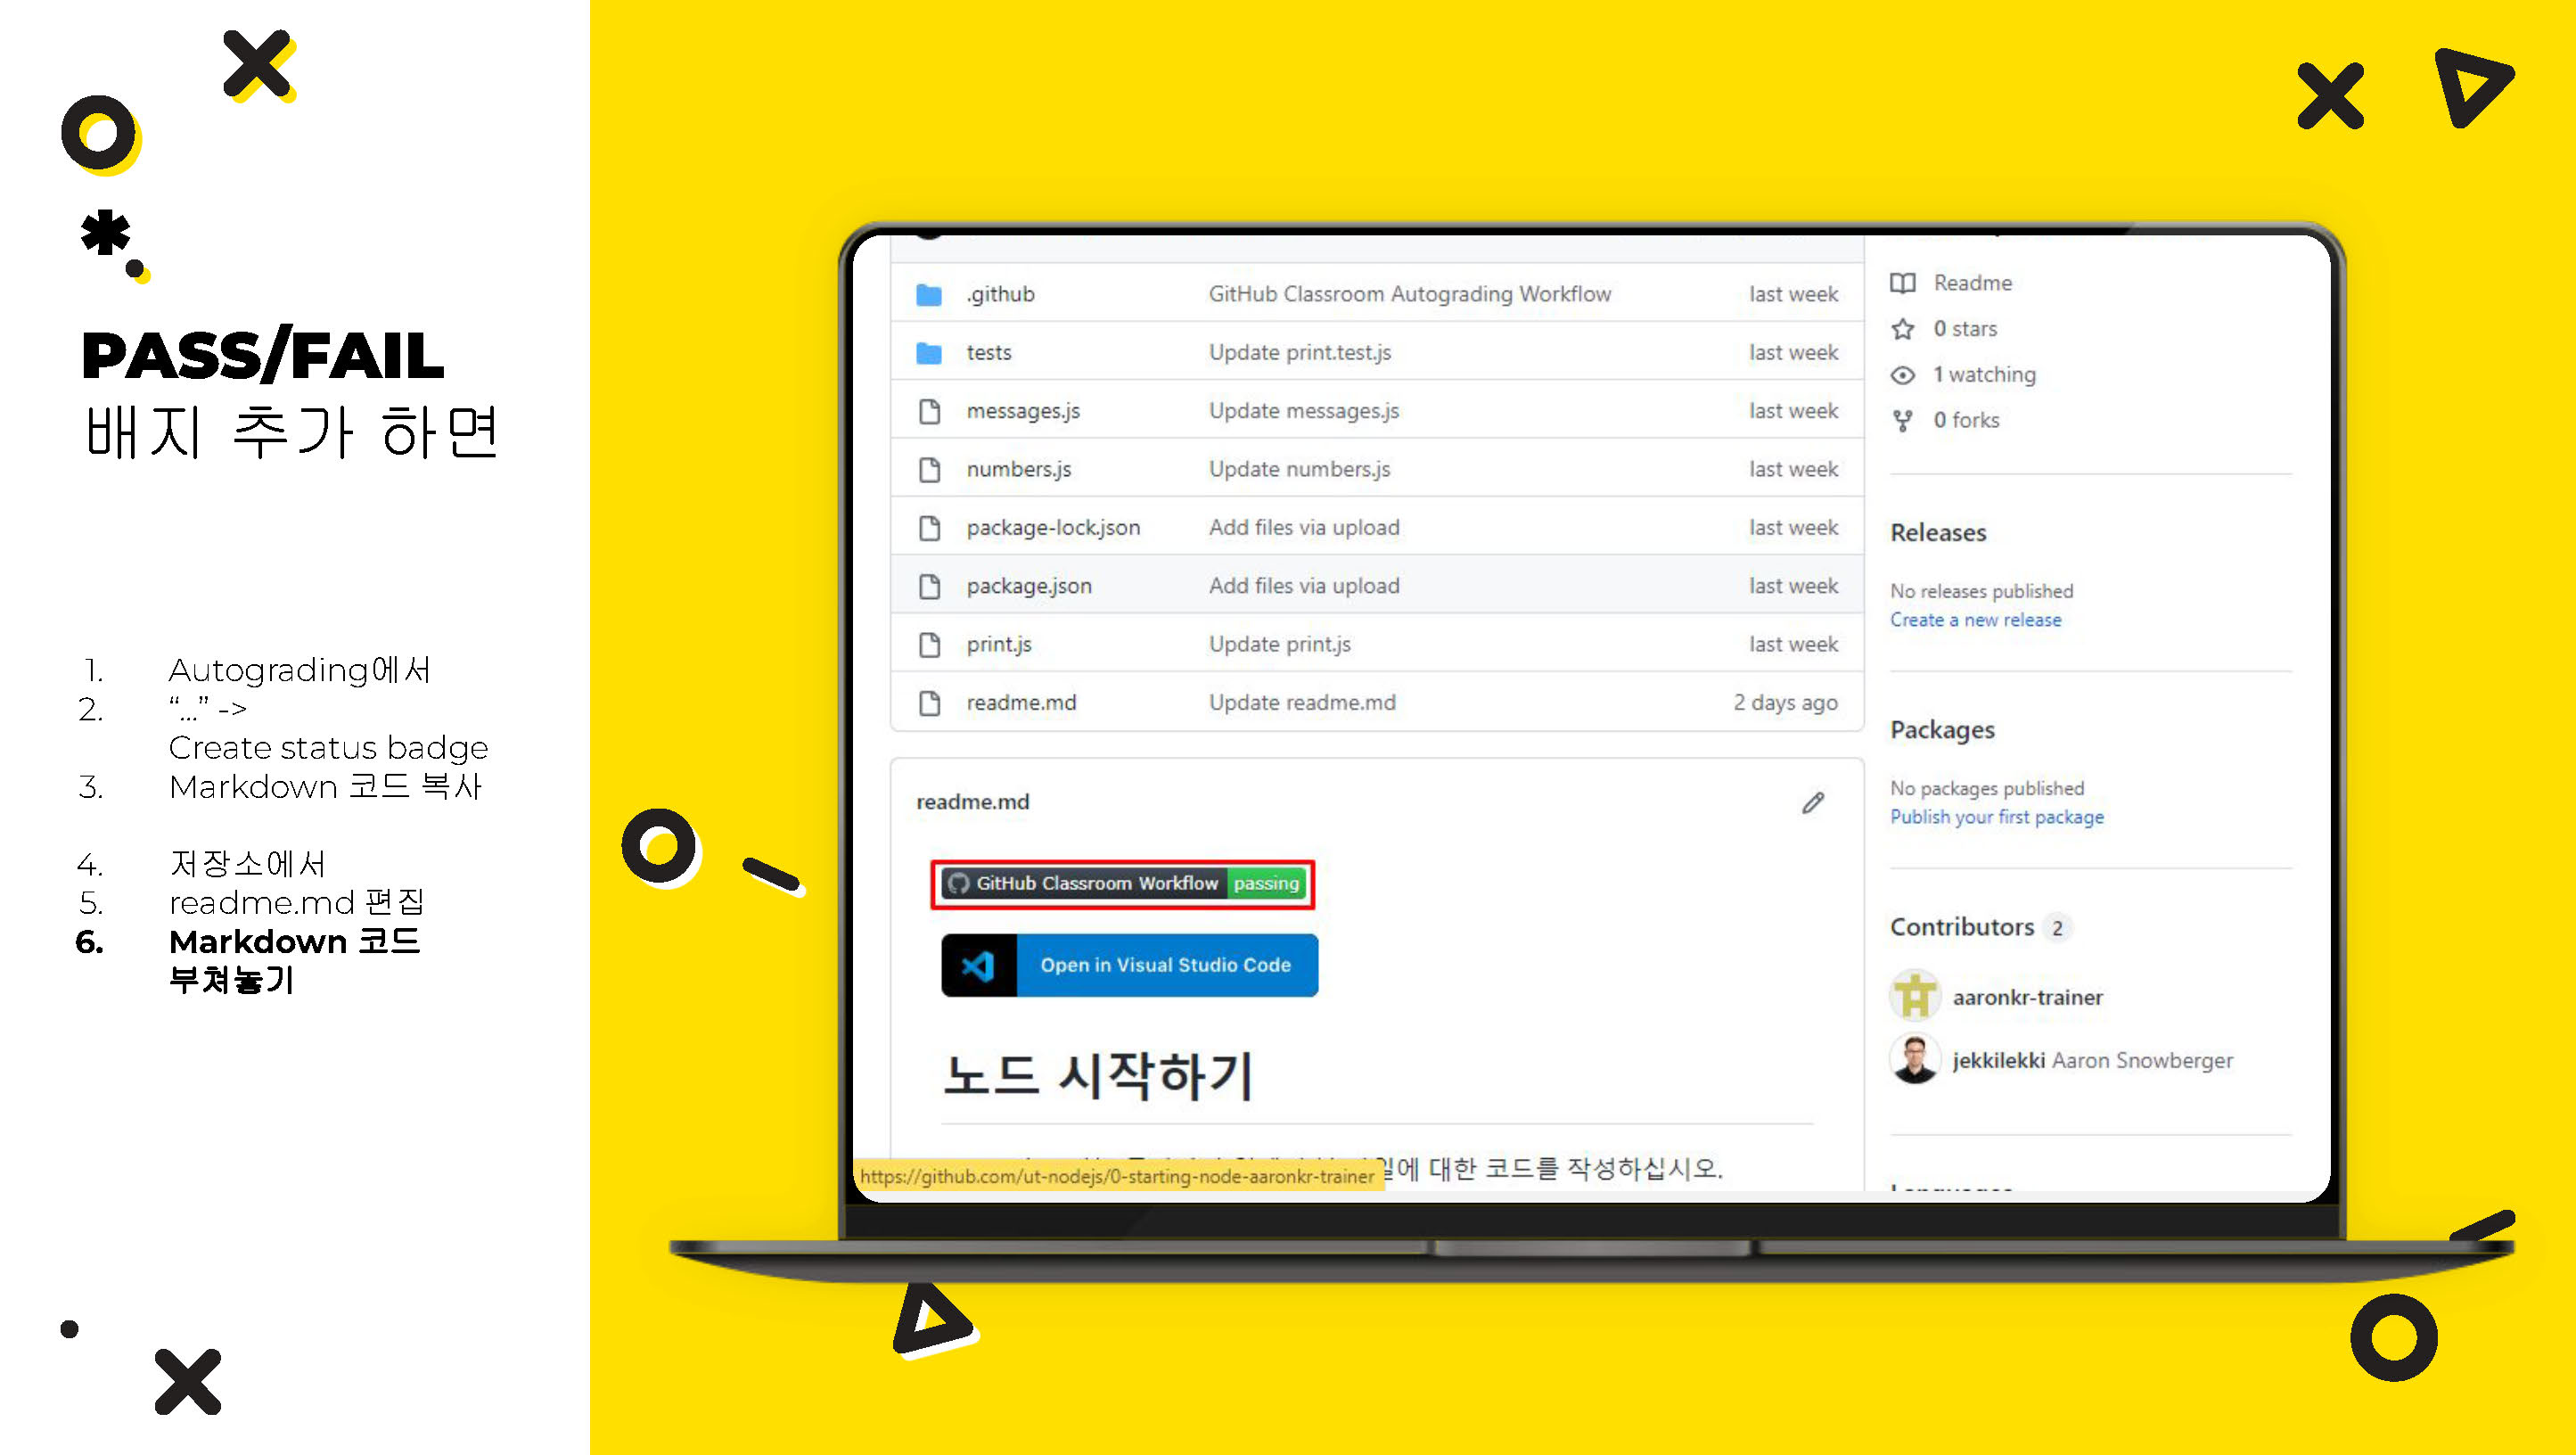 PASS/FAIL
배지 추가 하면
1. Autograding에서
2. “...” ->
Create status badge
3. Markdown 코드 복사
4. 저장소에서
5. readme.md 편집
6. Markdown 코드
부쳐놓기
.github GitHub Classroom Autograding Workflow last week
tests Update print.test.js last week
messages.js Update messages.js last week
numbers.js Update numbers.js last week
package-lock.json Add files via upload last week
package.json Add files via upload last week
print.js Update print.js last week
readme.md Update readme.md 2 days ago
readme.md
GitHub Classroom Workflow passing
Open in Visual Studio Code
노드 시작하기
에 대한 코드를 작성하십시오.
https://github.com/ut-nodejs/0-starting-node-aaronkr-trainer
Readme
0 stars
1 watching
0 forks
Releases
No releases published
Create a new release
Packages
No packages published
Publish your first package
Contributors 2
aaronkr-trainer
jekkilekki Aaron Snowberger